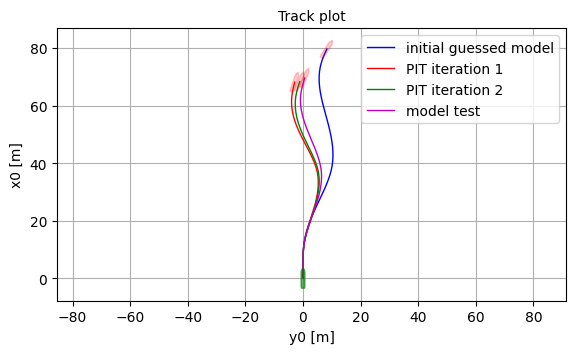 Track plot
initial guessed model
PIT iteration 1
PIT iteration 2
model test
x0 [m]
80
60
40
20
0
−80 −60 −40 −20 0 20 40 60 80
y0 [m]